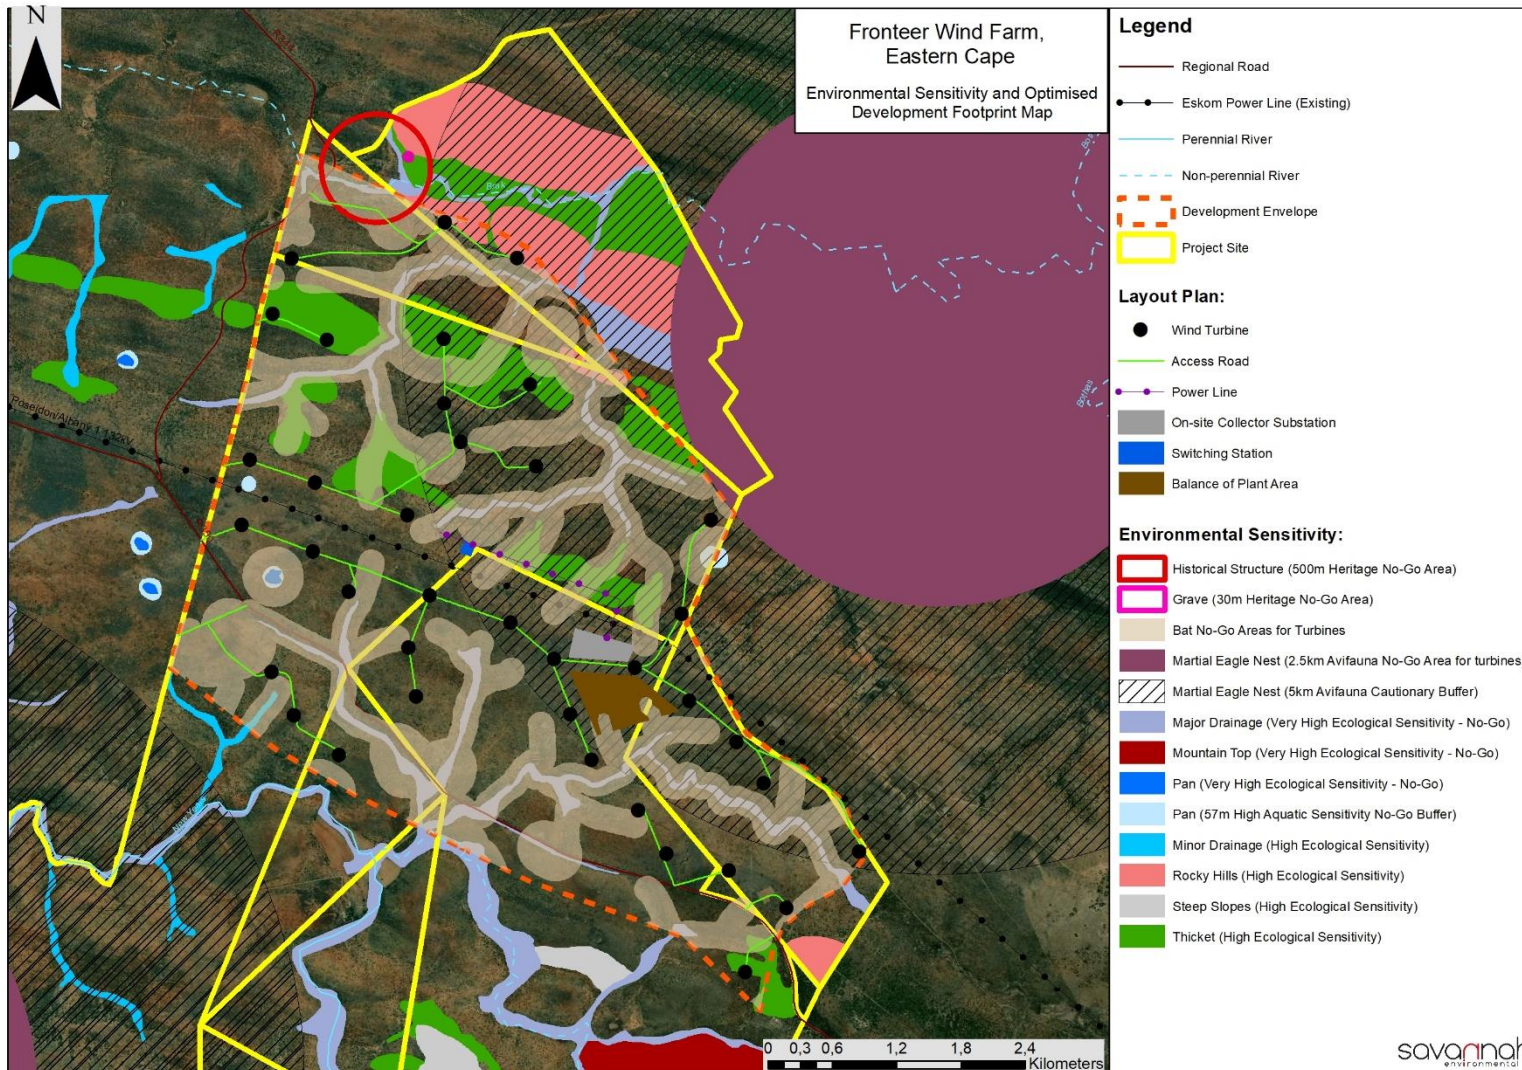 N
Fronteer Wind Farm,
Eastern Cape
Environmental Sensitivity and Optimised
Development Footprint Map
R344
Brak
Bothas
Poseidon/Albany 1 132kV
0 0,3 0,6 1,2 1,8 2,4
Kilometers
Legend
Regional Road
Eskom Power Line (Existing)
Perennial River
Non-perennial River
Development Envelope
Project Site
Layout Plan:
Wind Turbine
Access Road
Power Line
On-site Collector Substation
Switching Station
Balance of Plant Area
Environmental Sensitivity:
Historical Structure (500m Heritage No-Go Area)
Grave (30m Heritage No-Go Area)
Bat No-Go Areas for Turbines
Martial Eagle Nest (2.5km Avifauna No-Go Area for turbines
Martial Eagle Nest (5km Avifauna Cautionary Buffer)
Major Drainage (Very High Ecological Sensitivity - No-Go)
Mountain Top (Very High Ecological Sensitivity - No-Go)
Pan (Very High Ecological Sensitivity - No-Go)
Pan (57m High Aquatic Sensitivity No-Go Buffer)
Minor Drainage (High Ecological Sensitivity)
Rocky Hills (High Ecological Sensitivity)
Steep Slopes (High Ecological Sensitivity)
Thicket (High Ecological Sensitivity)
savannah
environmental